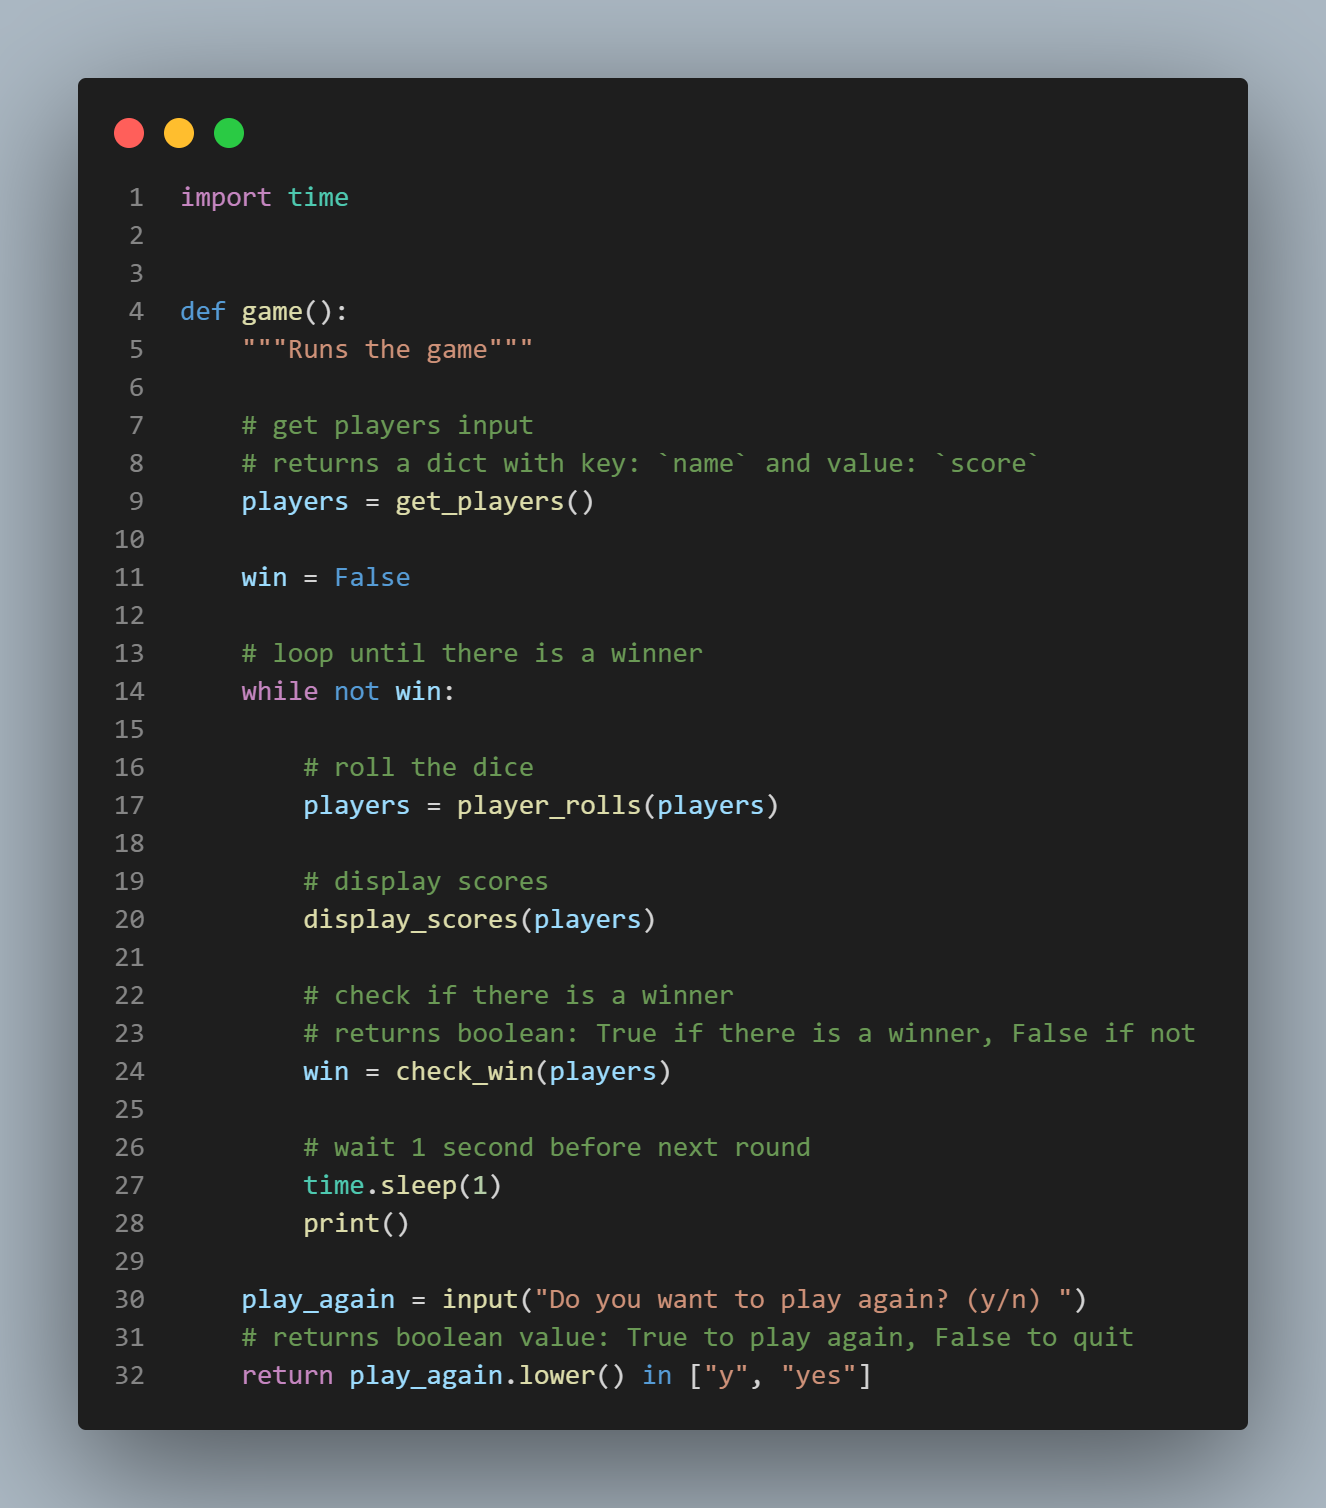 1 import time
2
3
4 def game():
5     """Runs the game"""
6
7     # get players input
8     # returns a dict with key: `name` and value: `score`
9     players = get_players()
10
11     win = False
12
13     # loop until there is a winner
14     while not win:
15
16         # roll the dice
17         players = player_rolls(players)
18
19         # display scores
20         display_scores(players)
21
22         # check if there is a winner
23         # returns boolean: True if there is a winner, False if not
24         win = check_win(players)
25
26         # wait 1 second before next round
27         time.sleep(1)
28         print()
29
30     play_again = input("Do you want to play again? (y/n) ")
31     # returns boolean value: True to play again, False to quit
32     return play_again.lower() in ["y", "yes"]